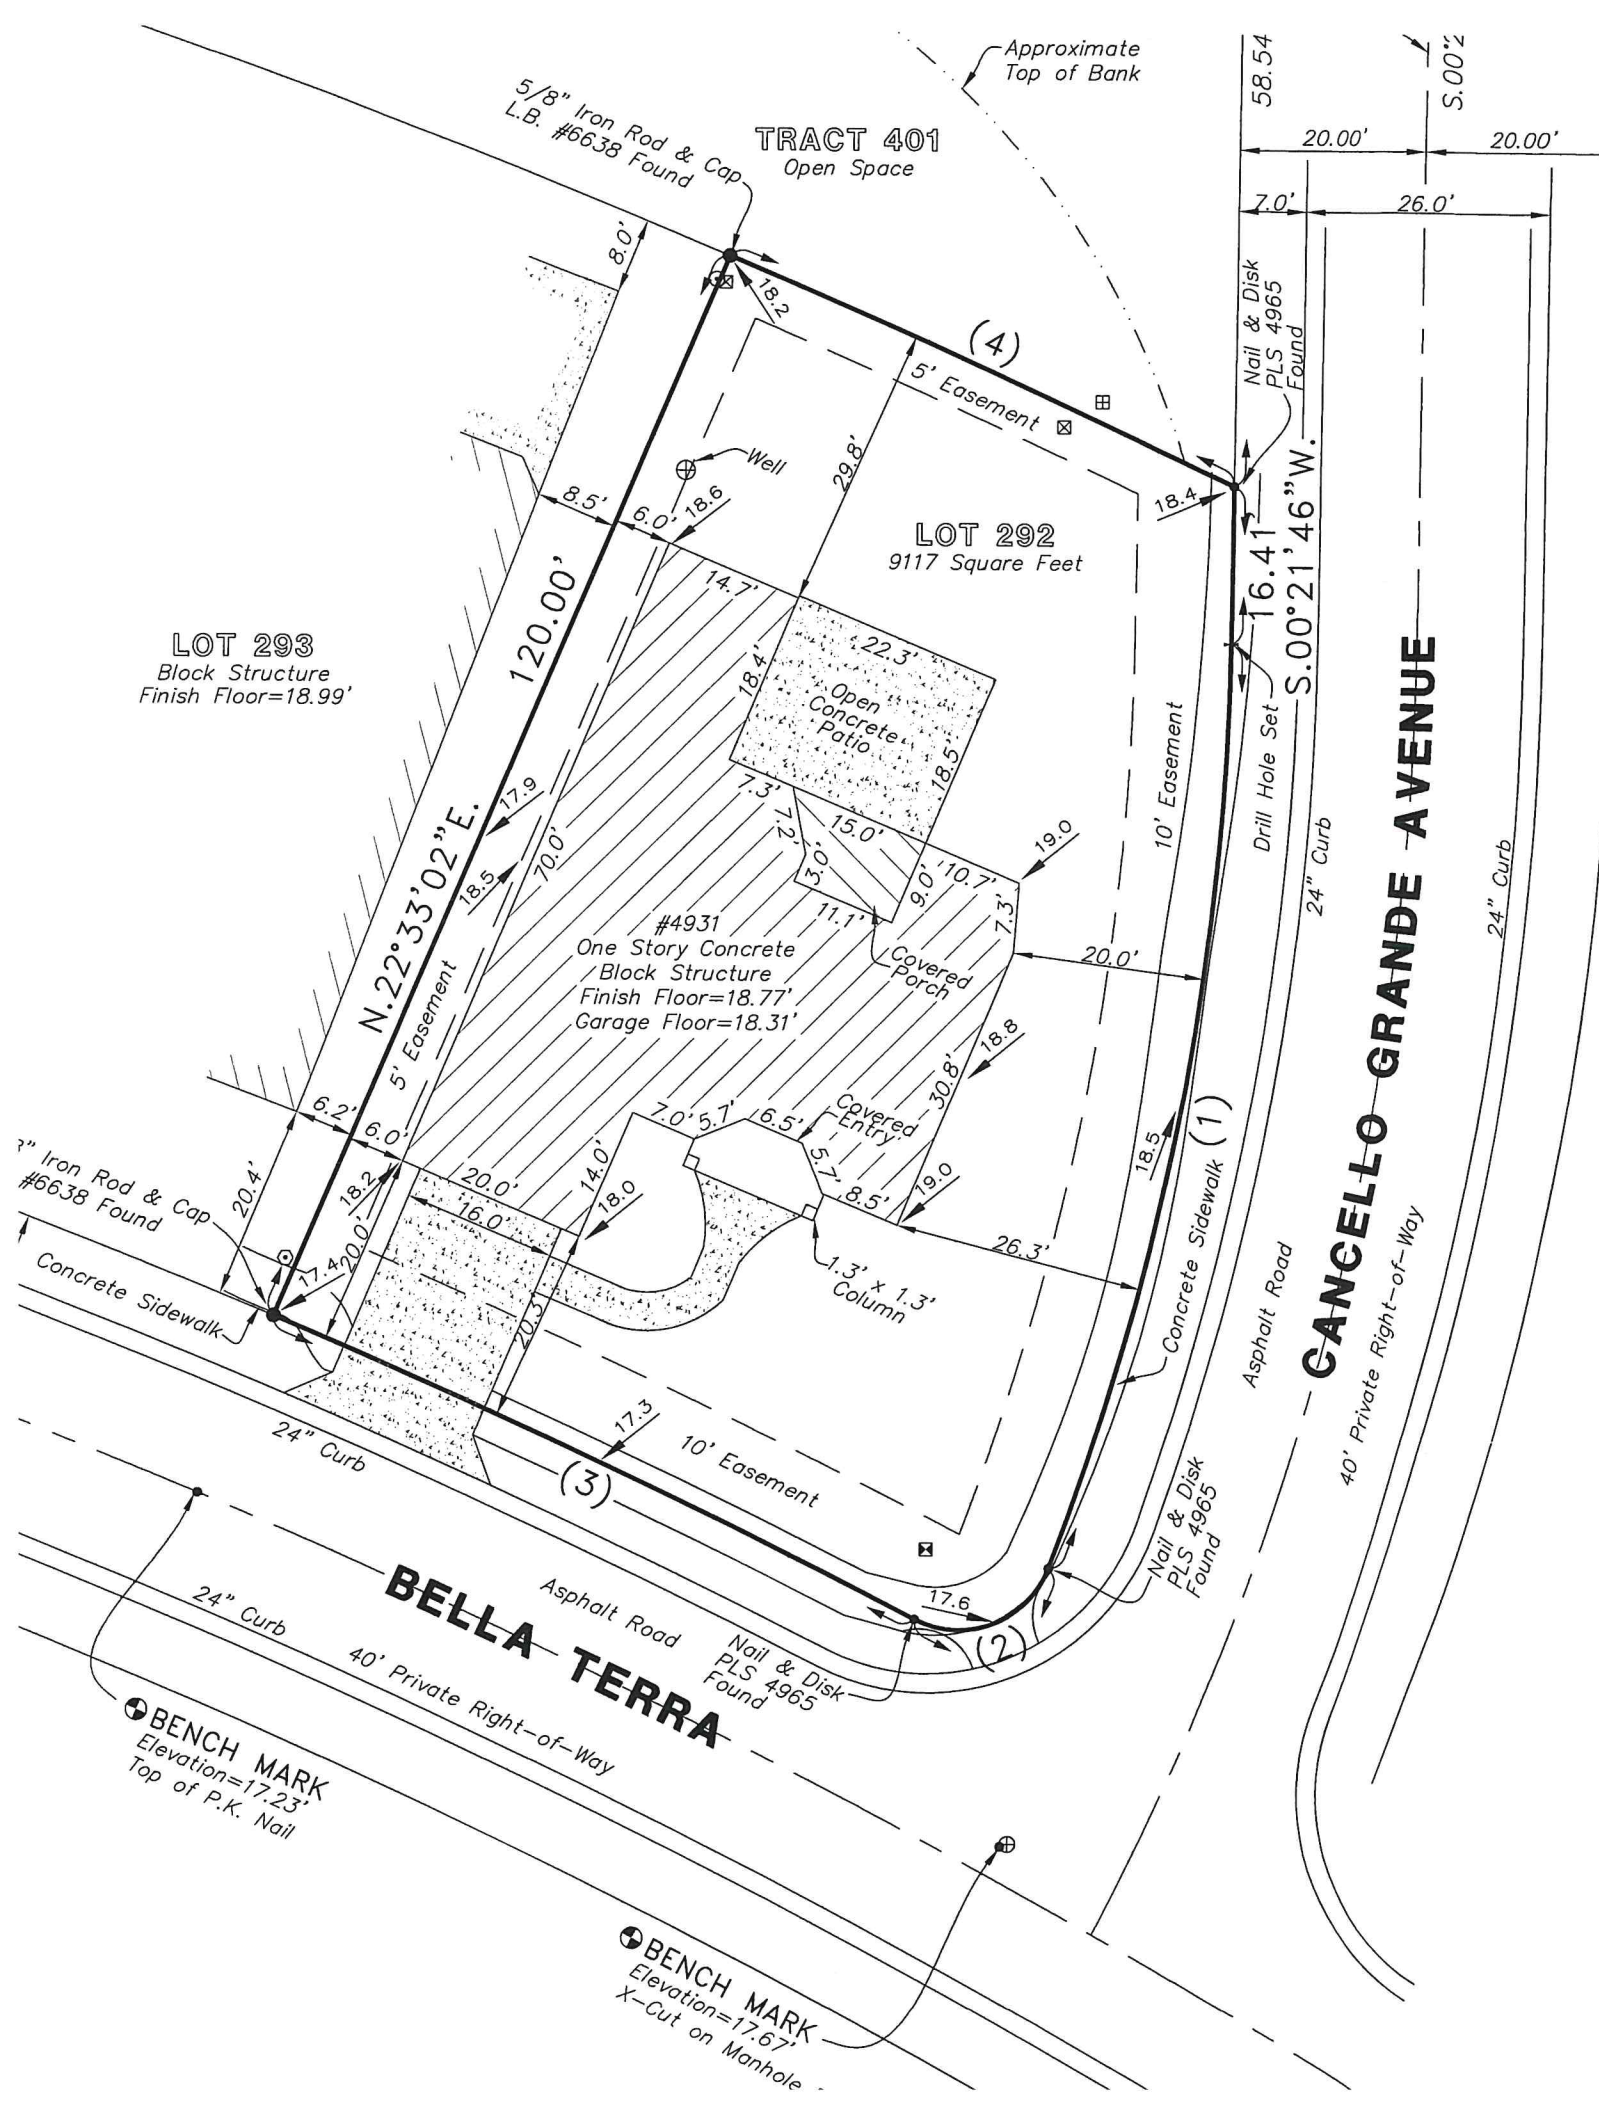 Approximate
Top of Bank
58.54
S.00°2
5/8" Iron Rod & Cap
L.B. #6638 Found
TRACT 401
Open Space
20.00'
20.00'
7.0'
26.0'
8.0'
18.2
(4)
5' Easement
Nail & Disk
PLS 4965
Found
29.8'
Well
8.5'
6.0'
18.6
18.4
LOT 292
9117 Square Feet
16.41'
S.00°21'46"W.
14.7'
120.00'
LOT 293
Block Structure
Finish Floor=18.99'
22.3'
18.4'
Open
Concrete
Patio
18.5'
10' Easement
Drill Hole Set
CANCELLO GRANDE AVENUE
7.3'
17.9
7.2'
15.0'
19.0
N.22°33'02"E.
70.0'
18.5
3.0'
9.0'
10.7'
24" Curb
24" Curb
11.1'
7.3'
#4931
One Story Concrete
Block Structure
Finish Floor=18.77'
Garage Floor=18.31'
Covered
Porch
20.0'
5' Easement
18.8
30.8'
6.2'
6.0'
7.0'
5.7'
6.5'
Covered
Entry
18.5
(1)
" Iron Rod & Cap
#6638 Found
20.4'
18.2
20.0'
14.0'
5.7'
8.5'
19.0
18.0
16.0'
26.3'
Concrete Sidewalk
Concrete Sidewalk
17.4
20.0'
20.3'
1.3' x 1.3'
Column
Asphalt Road
40' Private Right-of-Way
24" Curb
17.3
(3)
10' Easement
Nail & Disk
PLS 4965
Found
BELLA TERRA
Asphalt Road
24" Curb
40' Private Right-of-Way
17.6
(2)
Nail & Disk
PLS 4965
Found
BENCH MARK
Elevation=17.23'
Top of P.K. Nail
BENCH MARK
Elevation=17.67'
X-Cut on Manhole